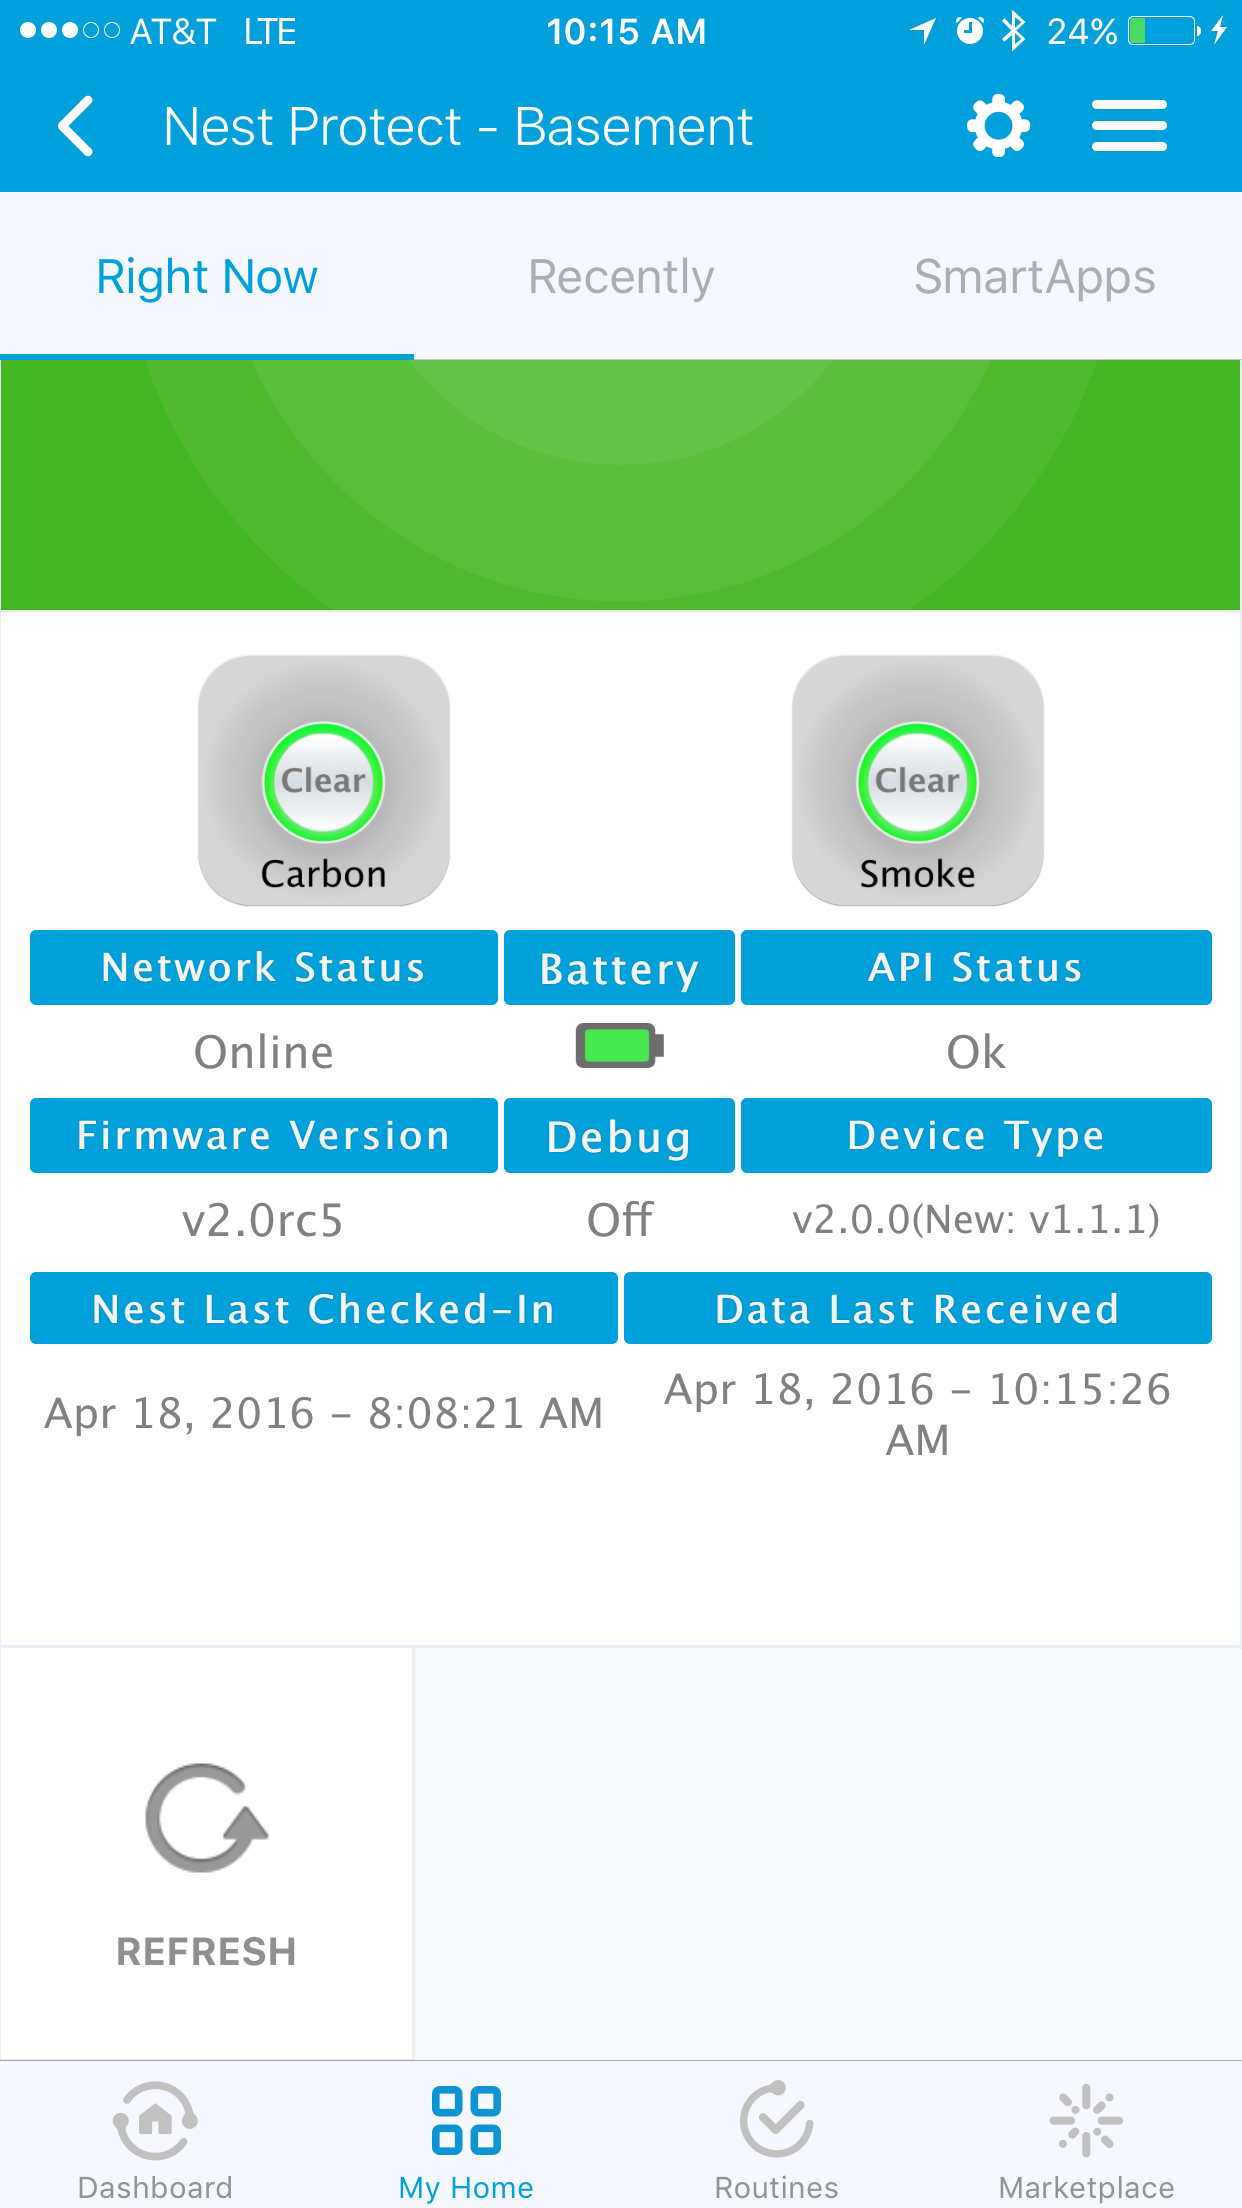 AT&T LTE 10:15 AM 24%
Nest Protect - Basement
Right Now Recently SmartApps
Clear Clear
Carbon Smoke
Network Status Battery API Status
Online Ok
Firmware Version Debug Device Type
v2.0rc5 Off v2.0.0(New: v1.1.1)
Nest Last Checked-In Data Last Received
Apr 18, 2016 - 8:08:21 AM Apr 18, 2016 - 10:15:26
AM
REFRESH
Dashboard My Home Routines Marketplace